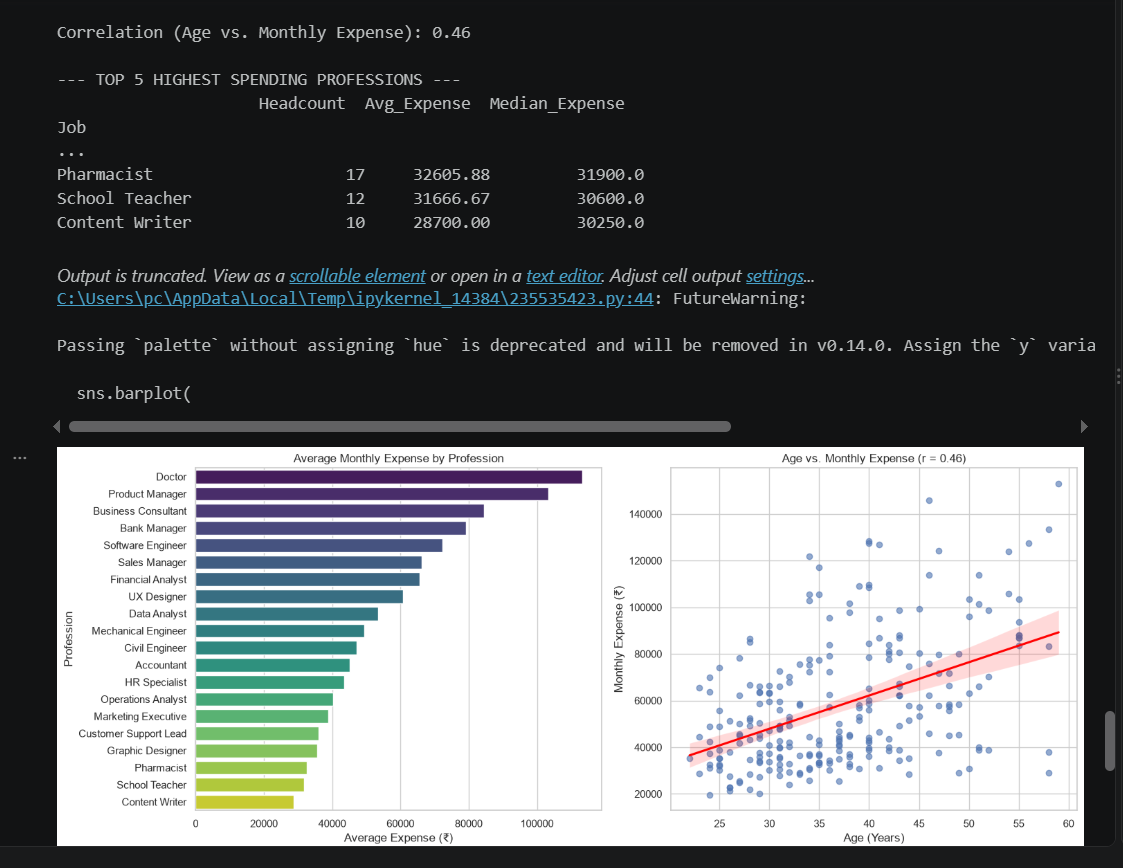 Correlation (Age vs. Monthly Expense): 0.46
--- TOP 5 HIGHEST SPENDING PROFESSIONS ---
Headcount Avg_Expense Median_Expense
Job
...
Pharmacist 17 32605.88 31900.0
School Teacher 12 31666.67 30600.0
Content Writer 10 28700.00 30250.0
Output is truncated. View as a scrollable element or open in a text editor. Adjust cell output settings...
C:\Users\pc\AppData\Local\Temp\ipykernel_14384\235535423.py:44: FutureWarning:
Passing `palette` without assigning `hue` is deprecated and will be removed in v0.14.0. Assign the `y` varia
sns.barplot(
...
Average Monthly Expense by Profession
Profession
Doctor
Product Manager
Business Consultant
Bank Manager
Software Engineer
Sales Manager
Financial Analyst
UX Designer
Data Analyst
Mechanical Engineer
Civil Engineer
Accountant
HR Specialist
Operations Analyst
Marketing Executive
Customer Support Lead
Graphic Designer
Pharmacist
School Teacher
Content Writer
0 20000 40000 60000 80000 100000
Average Expense (₹)
Age vs. Monthly Expense (r = 0.46)
Monthly Expense (₹)
140000
120000
100000
80000
60000
40000
20000
25 30 35 40 45 50 55 60
Age (Years)